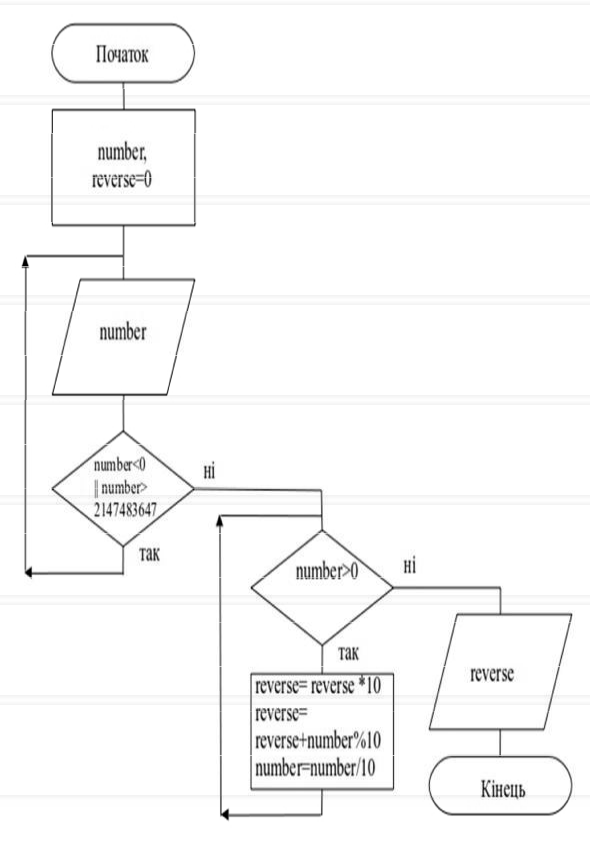 Початок
number,
reverse=0
number
number<0
|| number>
2147483647
ні
так
number>0
ні
так
reverse= reverse *10
reverse=
reverse+number%10
number=number/10
reverse
Кінець